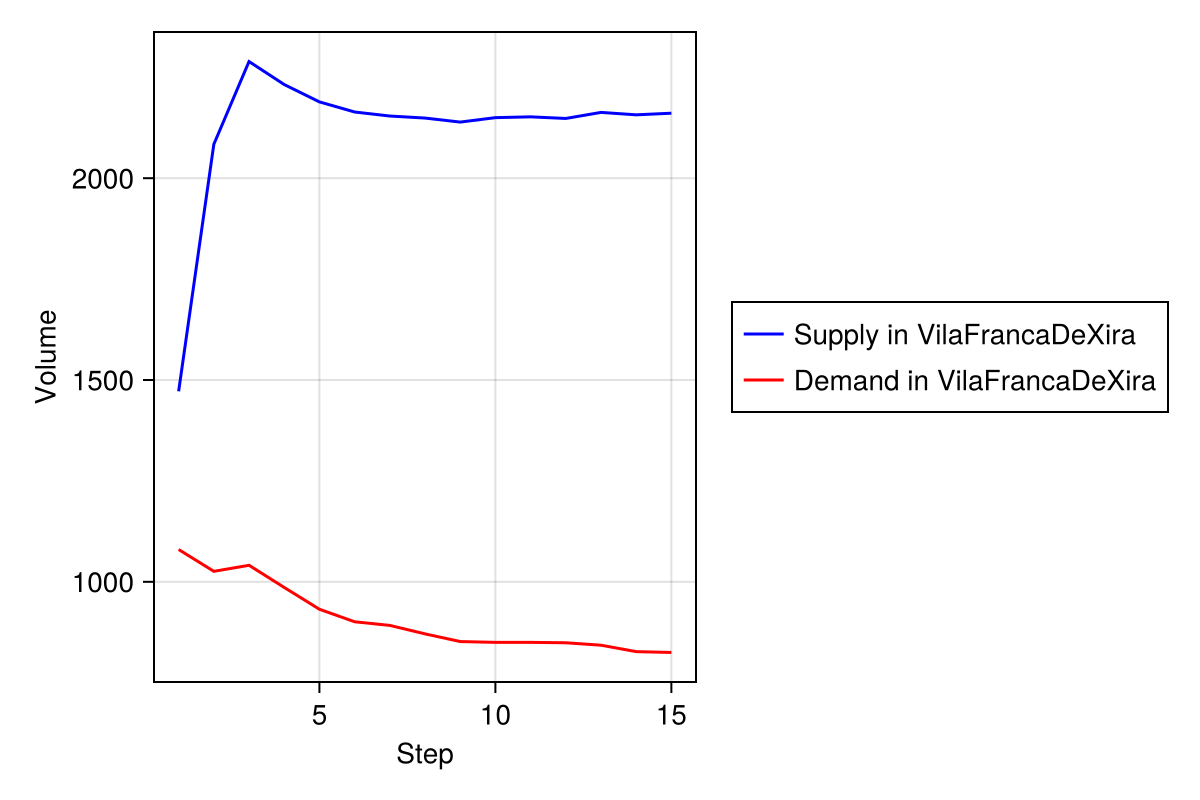 2000
1500
1000
Volume
5 10 15
Step
Supply in VilaFrancaDeXira
Demand in VilaFrancaDeXira